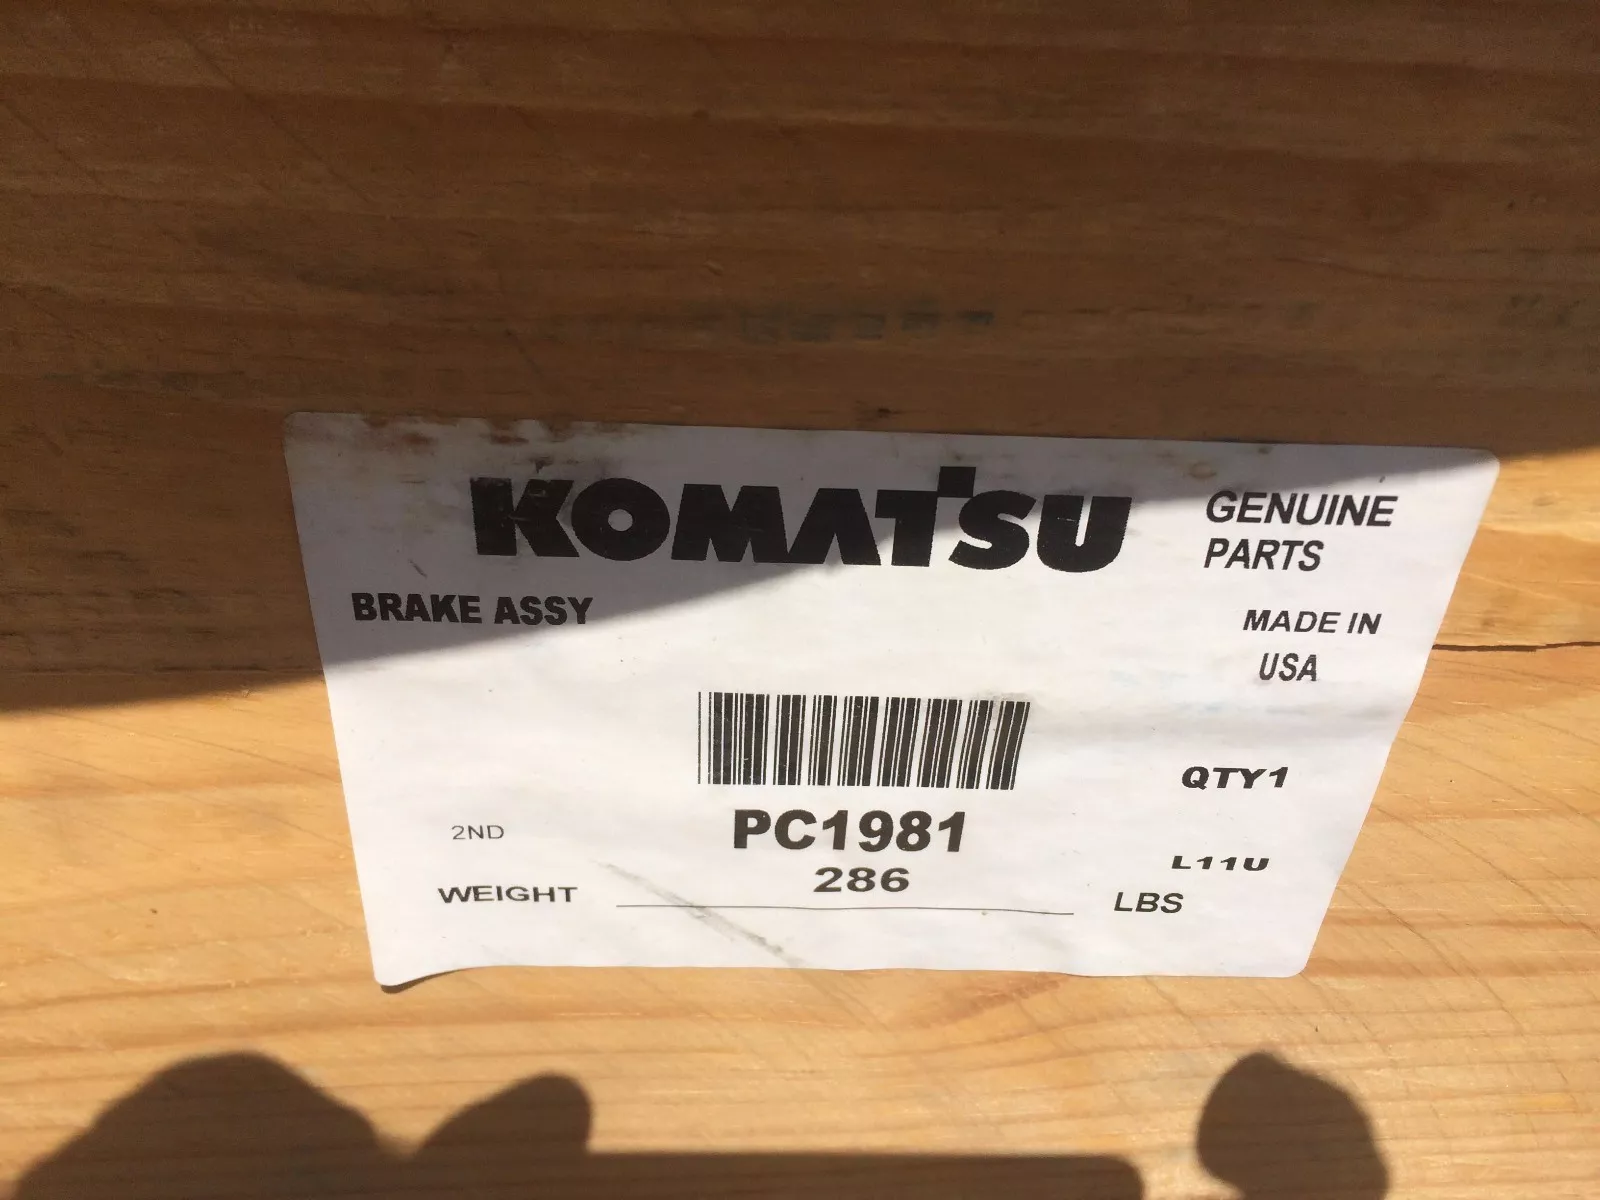 KOMATSU
GENUINE
PARTS
BRAKE ASSY
MADE IN
USA
QTY1
PC1981
2ND
L11U
286
WEIGHT
LBS